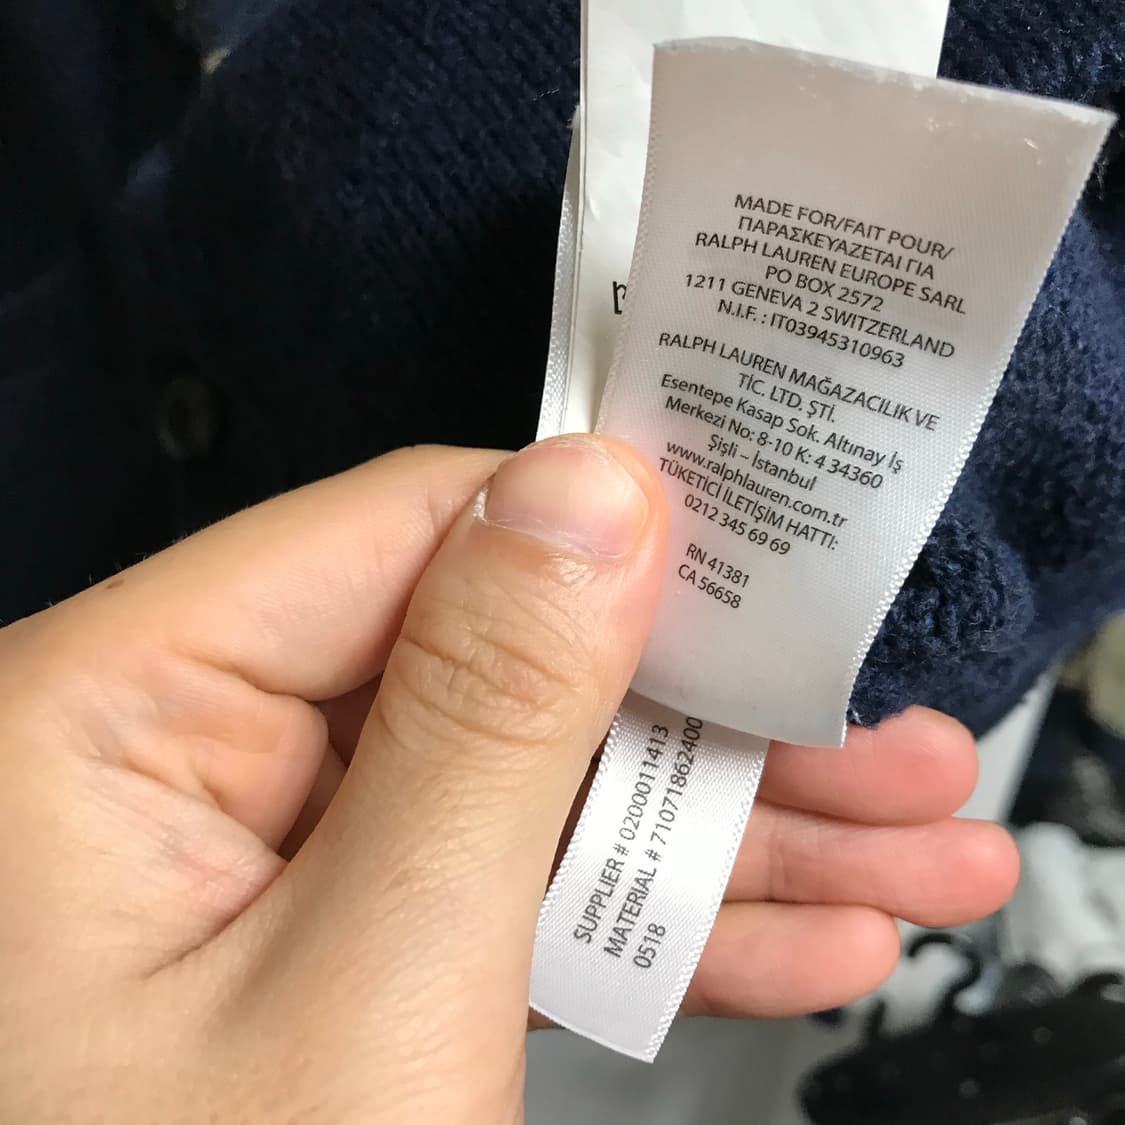 MADE FOR/FAIT POUR/
ΠΑΡΑΣΚΕΥΑΖΕΤΑΙ ΓΙΑ
RALPH LAUREN EUROPE SARL
PO BOX 2572
1211 GENEVA 2 SWITZERLAND
N.I.F. : IT03945310963
RALPH LAUREN MAĞAZACILIK VE
TİC. LTD. ŞTİ.
Esentepe Kasap Sok. Altınay İş
Merkezi No: 8-10 K: 4 34360
Şişli – İstanbul
www.ralphlauren.com.tr
TÜKETİCİ İLETİŞİM HATTI:
0212 345 69 69
RN 41381
CA 56658
SUPPLIER # 0200011413
MATERIAL # 71071862400
0518